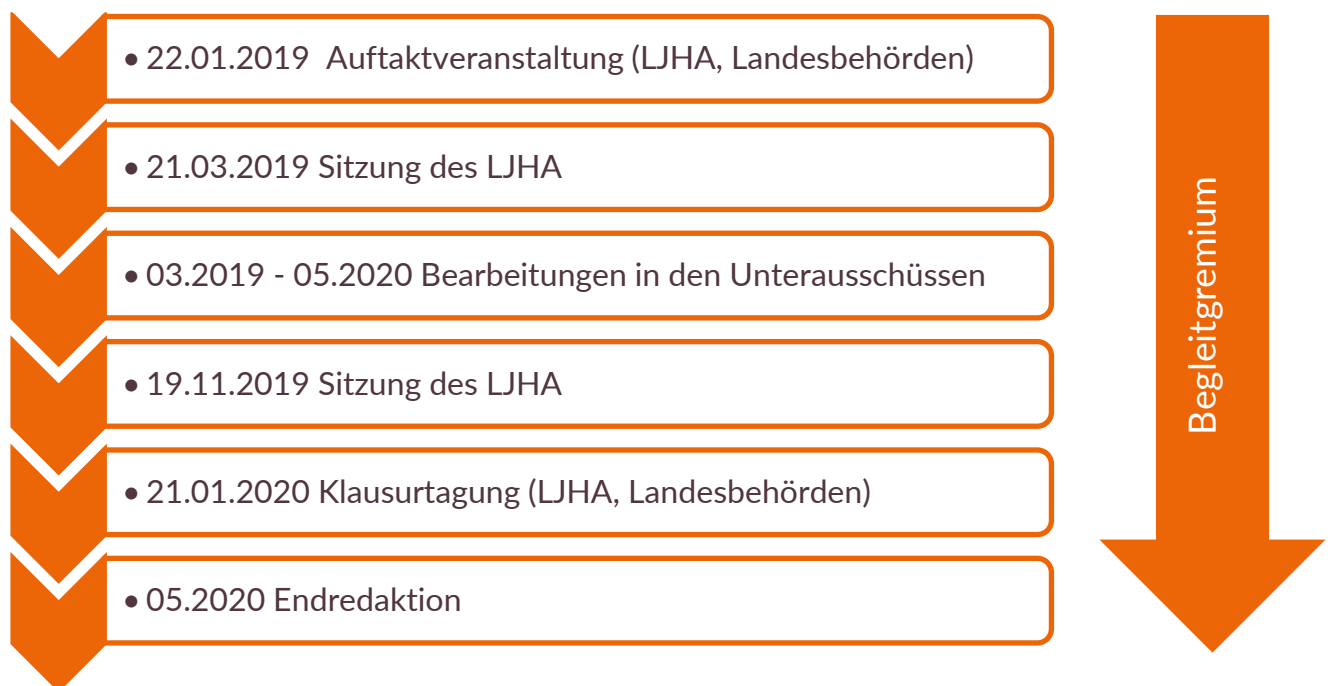 • 22.01.2019  Auftaktveranstaltung (LJHA, Landesbehörden)
• 21.03.2019 Sitzung des LJHA
• 03.2019 - 05.2020 Bearbeitungen in den Unterausschüssen
• 19.11.2019 Sitzung des LJHA
• 21.01.2020 Klausurtagung (LJHA, Landesbehörden)
• 05.2020 Endredaktion
Begleitgremium